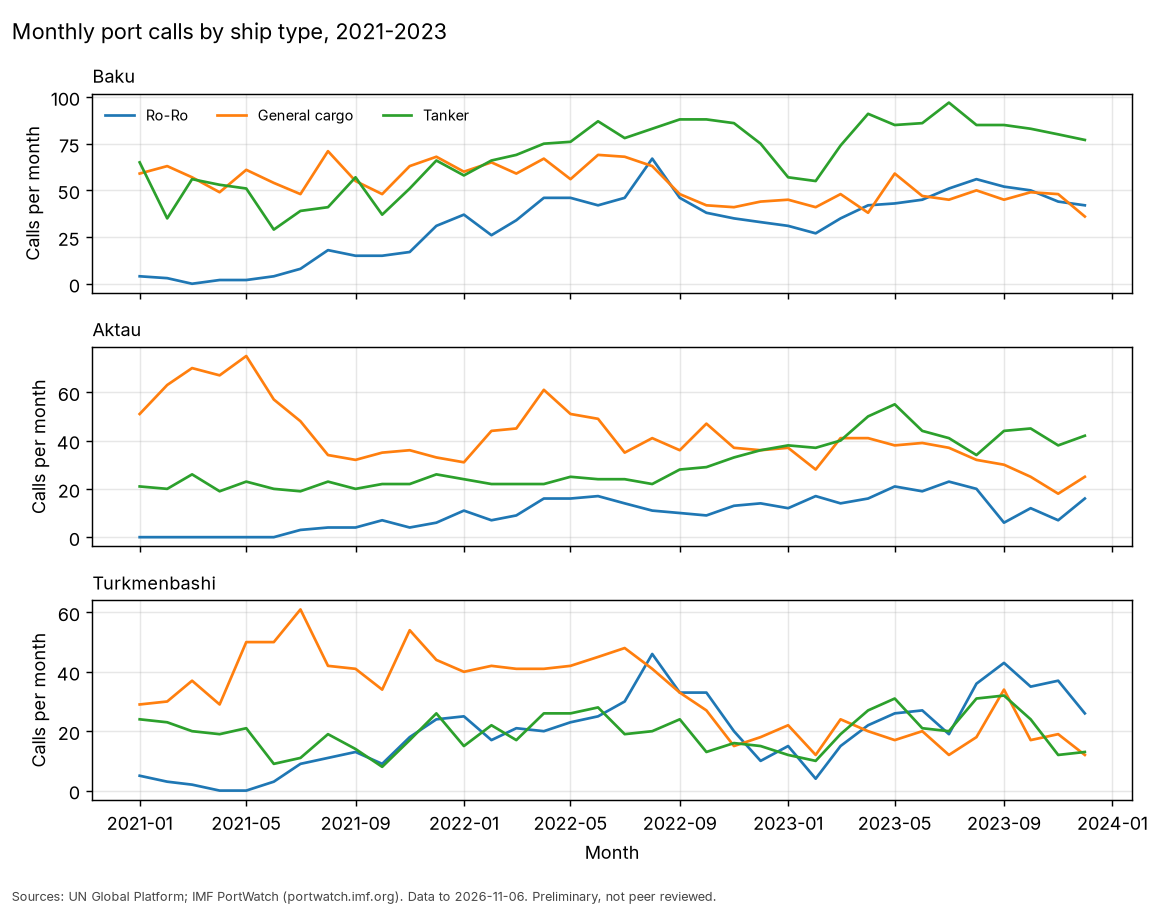 Monthly port calls by ship type, 2021-2023
Baku
Calls per month
100
75
50
25
0
Ro-Ro
General cargo
Tanker
Aktau
Calls per month
60
40
20
0
Turkmenbashi
Calls per month
60
40
20
0
2021-01
2021-05
2021-09
2022-01
2022-05
2022-09
2023-01
2023-05
2023-09
2024-01
Month
Sources: UN Global Platform; IMF PortWatch (portwatch.imf.org). Data to 2026-11-06. Preliminary, not peer reviewed.